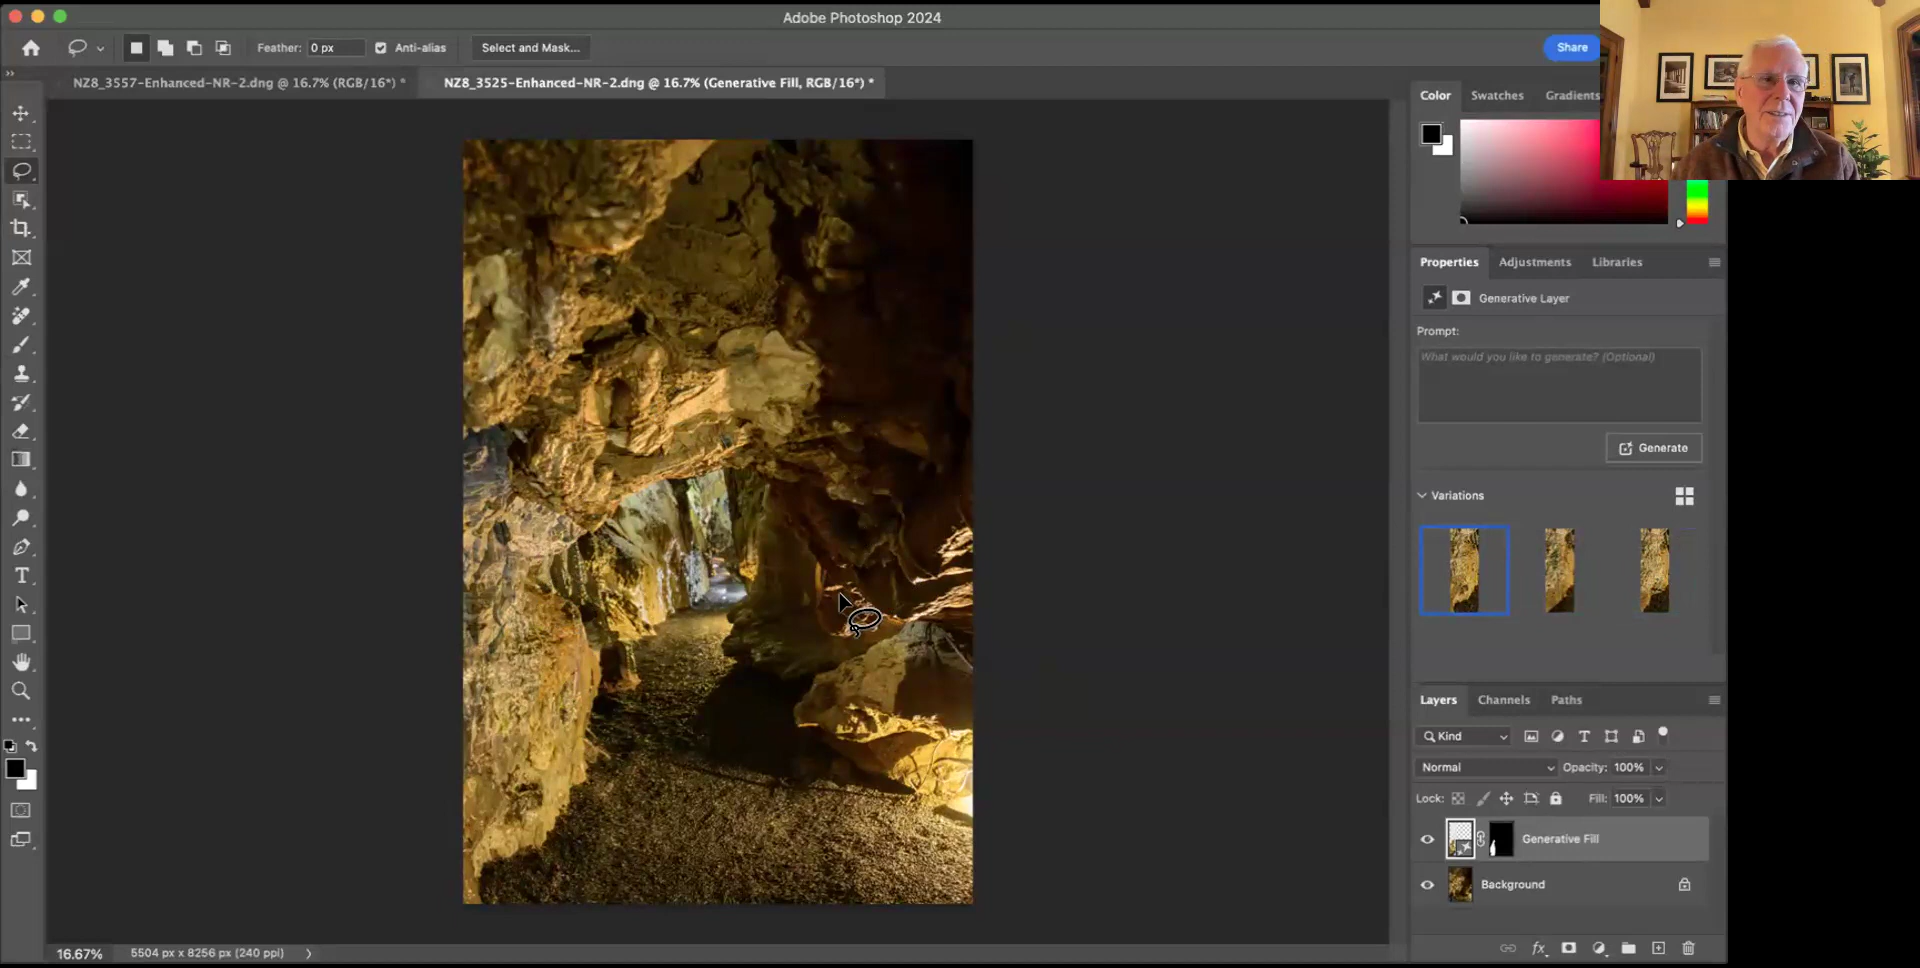 Adobe Photoshop 2024
Feather: 0 px Anti-alias Select and Mask... Share
NZ8_3557-Enhanced-NR-2.dng @ 16.7% (RGB/16*) *
NZ8_3525-Enhanced-NR-2.dng @ 16.7% (Generative Fill, RGB/16*) *
Color Swatches Gradients
Properties Adjustments Libraries
Generative Layer
Prompt:
What would you like to generate? (Optional)
Generate
Variations
Layers Channels Paths
Kind
Normal Opacity: 100%
Lock: Fill: 100%
Generative Fill
Background
16.67% 5504 px x 8256 px (240 ppi)